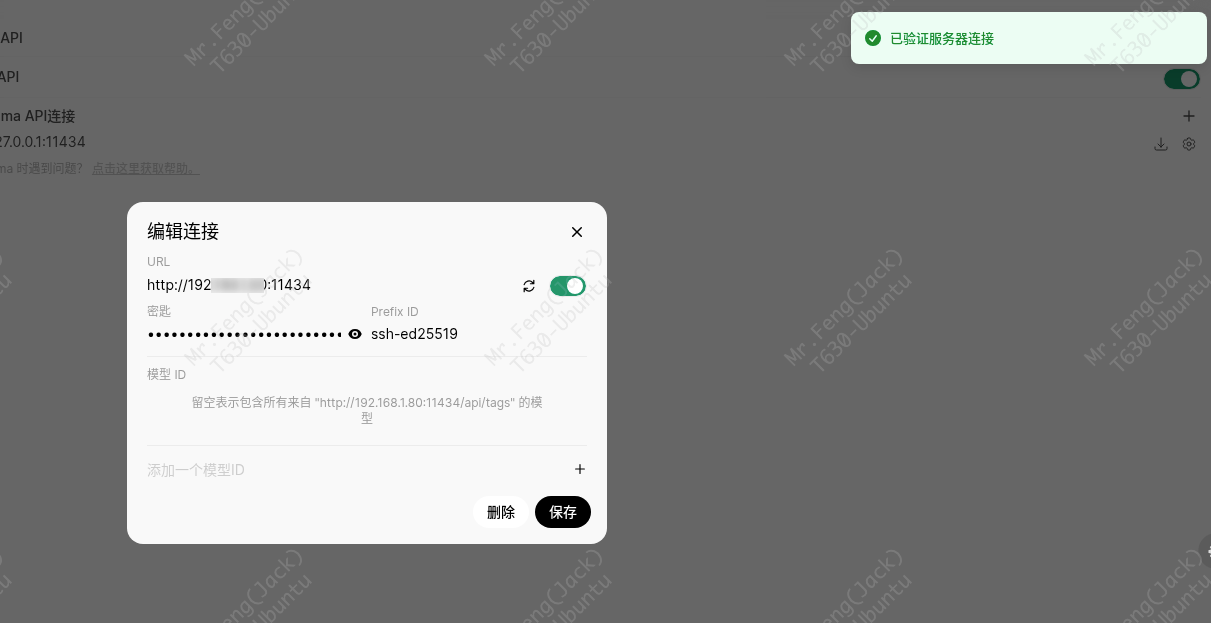 API
已验证服务器连接
API
ma API连接
27.0.0.1:11434
ma 时遇到问题? 点击这里获取帮助。
编辑连接
URL
http://192
:11434
密匙
Prefix ID
ssh-ed25519
模型 ID
留空表示包含所有来自 "http://192.168.1.80:11434/api/tags" 的模
型
添加一个模型ID
删除
保存
Mr.Feng(Jack)
T630-Ubuntu